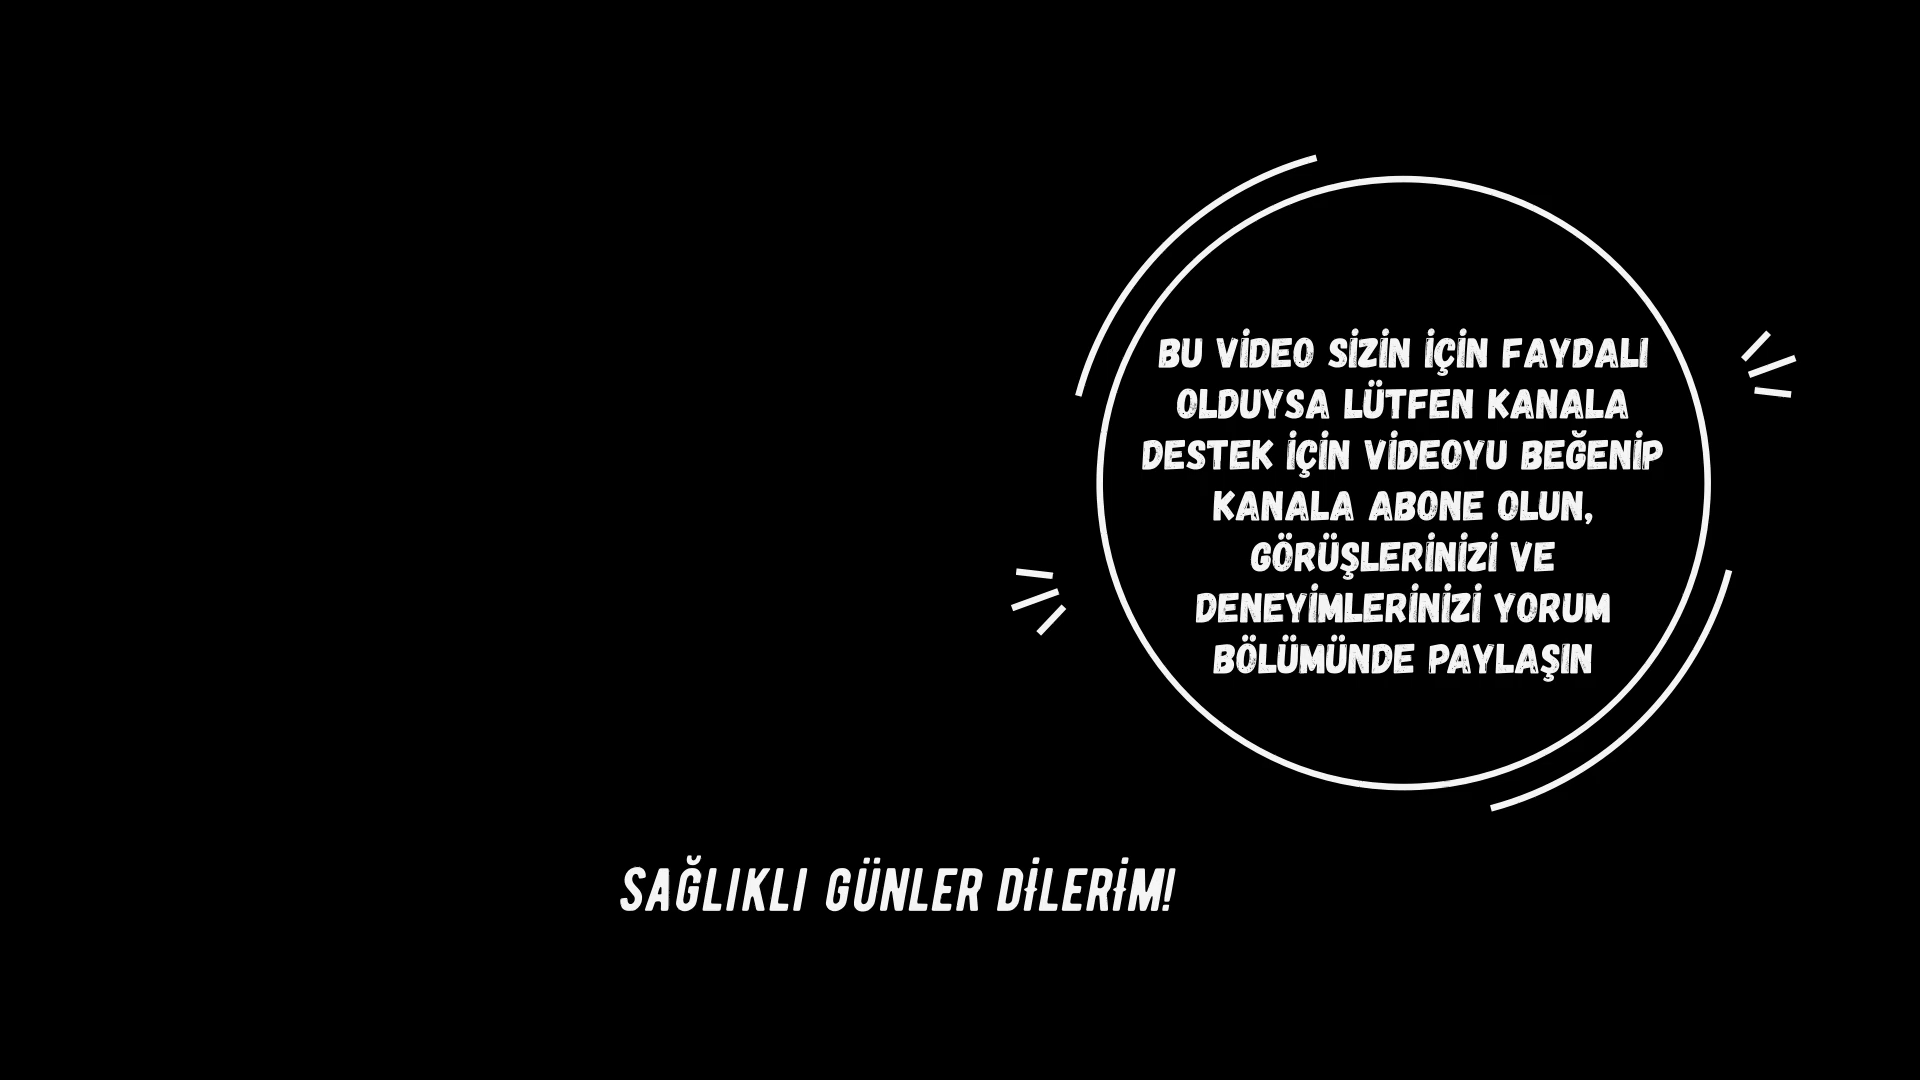 BU VİDEO SİZİN İÇİN FAYDALI
OLDUYSA LÜTFEN KANALA
DESTEK İÇİN VİDEOYU BEĞENİP
KANALA ABONE OLUN,
GÖRÜŞLERİNİZİ VE
DENEYİMLERİNİZİ YORUM
BÖLÜMÜNDE PAYLAŞIN
SAĞLIKLI GÜNLER DİLERİM!